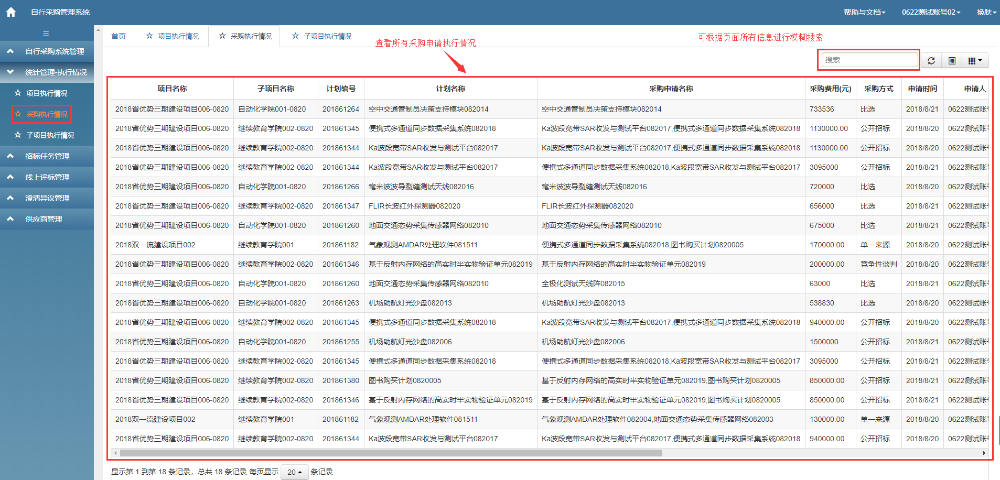 自行采购管理系统
帮助与文档
0622测试账号02
换肤
自行采购系统管理
统计管理-执行情况
项目执行情况
采购执行情况
子项目执行情况
招标任务管理
线上评标管理
澄清异议管理
供应商管理
首页 项目执行情况 采购执行情况 子项目执行情况
查看所有采购申请执行情况
可根据页面所有信息进行模糊搜索
搜索
项目名称 子项目名称 计划编号 计划名称 采购申请名称 采购费用(元) 采购方式 申请时间 申请人
2018省优势三期建设项目006-0820 自动化学院001-0820 201861264 空中交通管制员决策支持模块082014 空中交通管制员决策支持模块082014 733536 比选 2018/8/21 0622测试账
2018省优势三期建设项目006-0820 继续教育学院002-0820 201861345 便携式多通道同步数据采集系统082018 Ka波段宽带SAR收发与测试平台082017,便携式多通道同步数据采集系统082018 1130000.00 公开招标 2018/8/20 0622测试账
2018省优势三期建设项目006-0820 继续教育学院002-0820 201861344 Ka波段宽带SAR收发与测试平台082017 Ka波段宽带SAR收发与测试平台082017,便携式多通道同步数据采集系统082018 1130000.00 公开招标 2018/8/20 0622测试账
2018省优势三期建设项目006-0820 继续教育学院002-0820 201861344 Ka波段宽带SAR收发与测试平台082017 便携式多通道同步数据采集系统082018,Ka波段宽带SAR收发与测试平台082017 3095000 公开招标 2018/8/21 0622测试账
2018省优势三期建设项目006-0820 自动化学院001-0820 201861266 毫米波波导裂缝测试天线082016 毫米波波导裂缝测试天线082016 720000 比选 2018/8/20 0622测试账
2018省优势三期建设项目006-0820 继续教育学院002-0820 201861347 FLIR长波红外探测器082020 FLIR长波红外探测器082020 656000 比选 2018/8/21 0622测试账
2018省优势三期建设项目006-0820 自动化学院001-0820 201861260 地面交通态势采集传感器网络082010 地面交通态势采集传感器网络082010 675000 比选 2018/8/21 0622测试账
2018双一流建设项目002 继续教育学院001 201861182 气象观测AMDAR处理软件081511 便携式多通道同步数据采集系统082018,图书购买计划0820005 170000.00 单一来源 2018/8/20 0622测试账
2018省优势三期建设项目006-0820 继续教育学院002-0820 201861346 基于反射内存网络的高实时半实物验证单元082019 基于反射内存网络的高实时半实物验证单元082019 200000.00 竞争性谈判 2018/8/20 0622测试账
2018省优势三期建设项目006-0820 自动化学院001-0820 201861260 地面交通态势采集传感器网络082010 全极化测试天线阵082015 63000 比选 2018/8/21 0622测试账
2018省优势三期建设项目006-0820 自动化学院001-0820 201861263 机场助航灯光沙盘082013 机场助航灯光沙盘082013 538830 比选 2018/8/20 0622测试账
2018省优势三期建设项目006-0820 继续教育学院002-0820 201861345 便携式多通道同步数据采集系统082018 Ka波段宽带SAR收发与测试平台082017,便携式多通道同步数据采集系统082018 940000.00 公开招标 2018/8/20 0622测试账
2018省优势三期建设项目006-0820 自动化学院001-0820 201861255 机场助航灯光沙盘082006 机场助航灯光沙盘082006 1500000 公开招标 2018/8/21 0622测试账
2018省优势三期建设项目006-0820 继续教育学院002-0820 201861345 便携式多通道同步数据采集系统082018 便携式多通道同步数据采集系统082018,Ka波段宽带SAR收发与测试平台082017 3095000 公开招标 2018/8/21 0622测试账
2018省优势三期建设项目006-0820 继续教育学院002-0820 201861380 图书购买计划0820005 基于反射内存网络的高实时半实物验证单元082019,图书购买计划0820005 850000.00 公开招标 2018/8/21 0622测试账
2018省优势三期建设项目006-0820 继续教育学院002-0820 201861346 基于反射内存网络的高实时半实物验证单元082019 基于反射内存网络的高实时半实物验证单元082019,图书购买计划0820005 850000.00 公开招标 2018/8/21 0622测试账
2018双一流建设项目002 继续教育学院001 201861182 气象观测AMDAR处理软件081511 气象观测AMDAR处理软件082004,地面交通态势采集传感器网络082003 130000.00 单一来源 2018/8/20 0622测试账
2018省优势三期建设项目006-0820 继续教育学院002-0820 201861344 Ka波段宽带SAR收发与测试平台082017 Ka波段宽带SAR收发与测试平台082017,便携式多通道同步数据采集系统082018 940000.00 公开招标 2018/8/20 0622测试账
显示第 1 到第 18 条记录，总共 18 条记录 每页显示 20 条记录